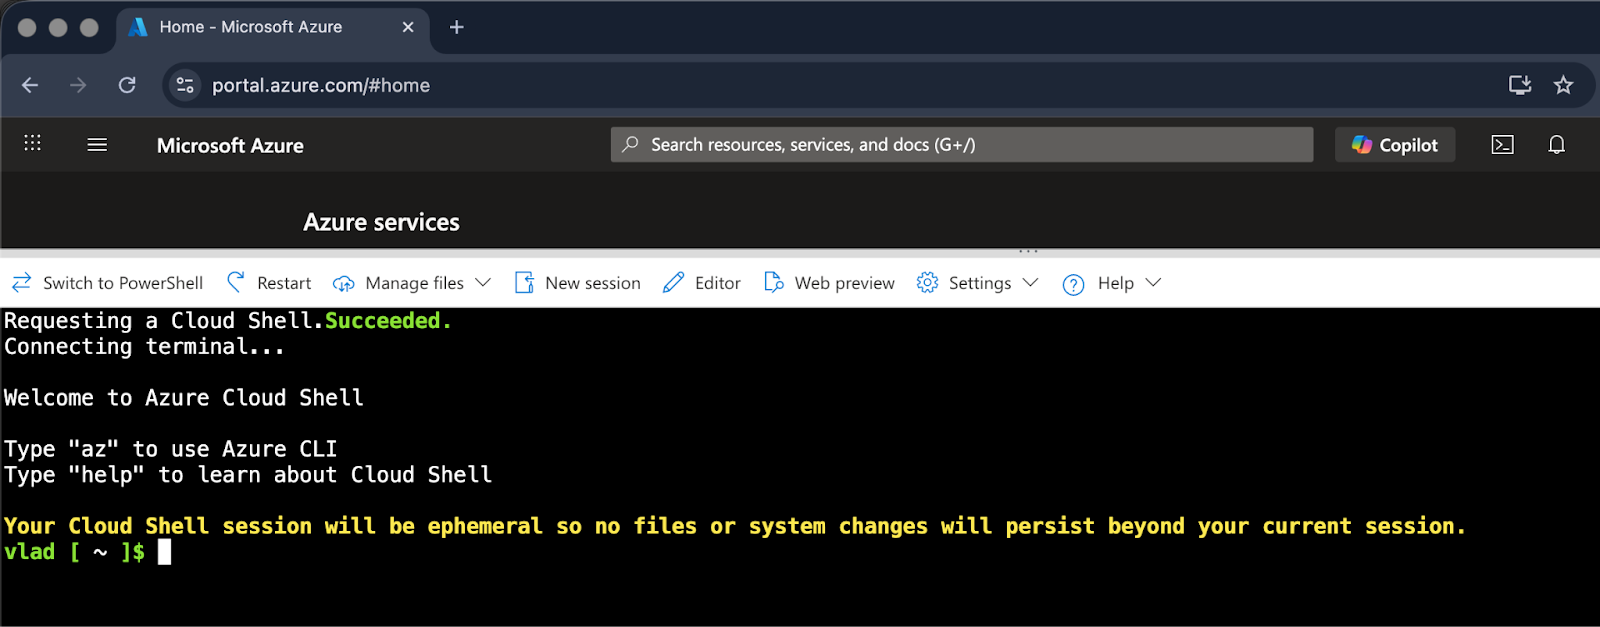 Home - Microsoft Azure
portal.azure.com/#home
Microsoft Azure
Search resources, services, and docs (G+/)
Copilot
Azure services
Switch to PowerShell
Restart
Manage files
New session
Editor
Web preview
Settings
Help
Requesting a Cloud Shell.Succeeded.
Connecting terminal...
Welcome to Azure Cloud Shell
Type "az" to use Azure CLI
Type "help" to learn about Cloud Shell
Your Cloud Shell session will be ephemeral so no files or system changes will persist beyond your current session.
vlad [ ~ ]$